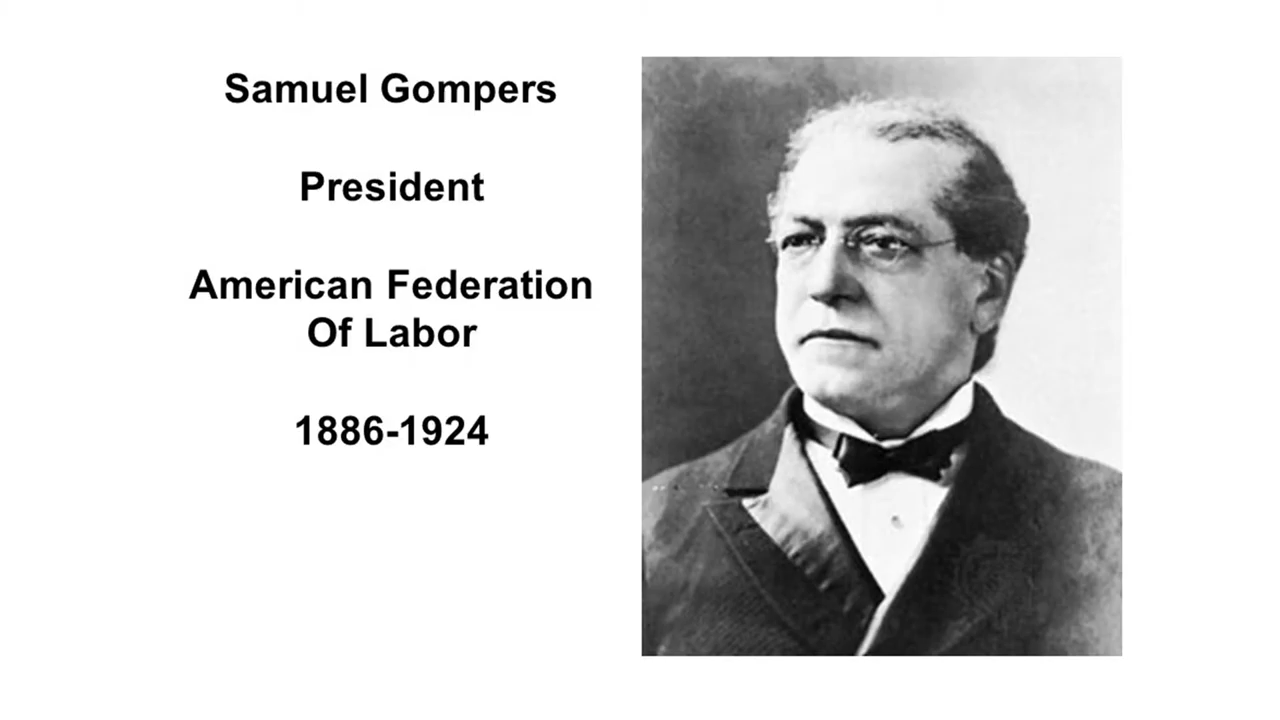 Samuel Gompers
President
American Federation
Of Labor
1886-1924